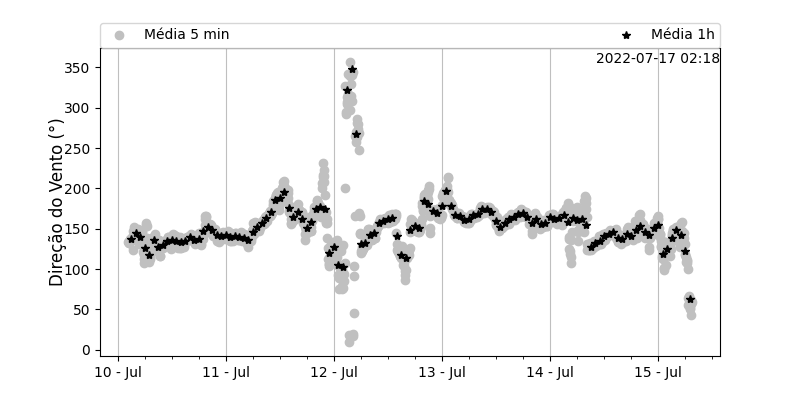 Média 5 min
Média 1h
2022-07-17 02:18
Direção do Vento (°)
350
300
250
200
150
100
50
0
10 - Jul
11 - Jul
12 - Jul
13 - Jul
14 - Jul
15 - Jul